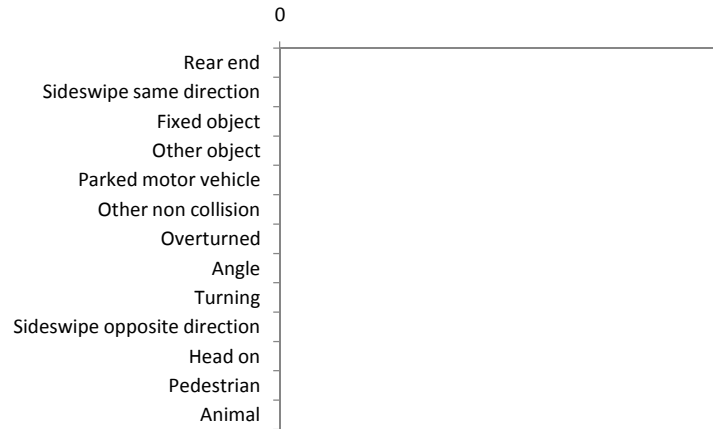 0
Rear end
Sideswipe same direction
Fixed object
Other object
Parked motor vehicle
Other non collision
Overturned
Angle
Turning
Sideswipe opposite direction
Head on
Pedestrian
Animal